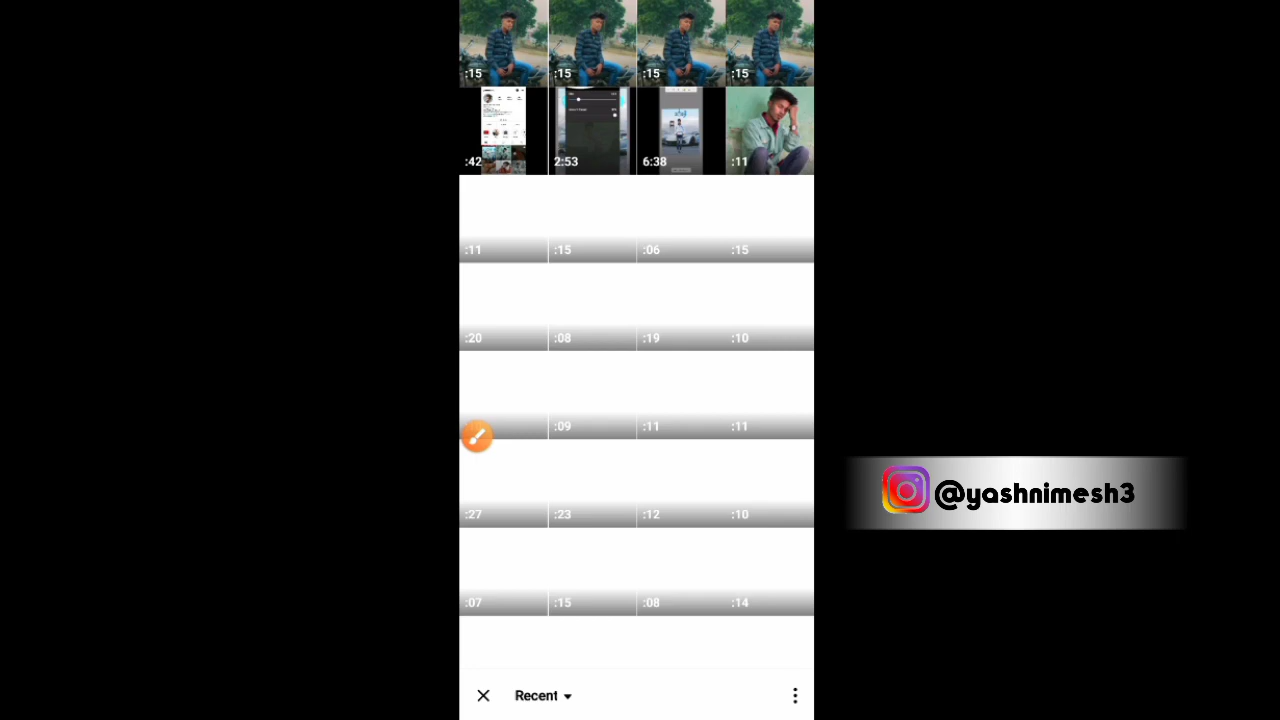 :15 :15 :15 :15
:42 2:53 6:38 :11
:11 :15 :06 :15
:20 :08 :19 :10
:09 :11 :11
@yashnimesh3
:27 :23 :12 :10
:07 :15 :08 :14
Recent